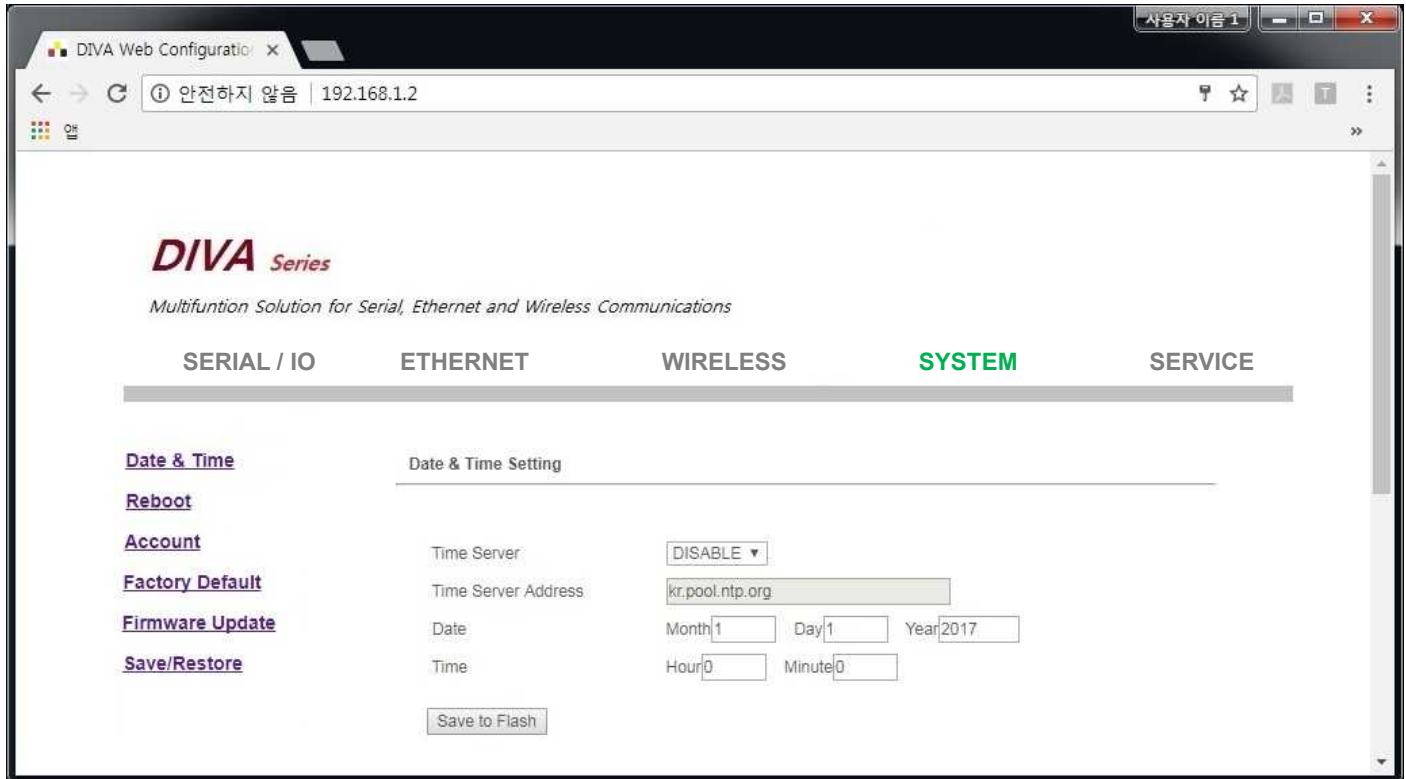 사용자 이름 1
DIVA Web Configuratio
안전하지 않음 | 192.168.1.2
앱
»
DIVA Series
Multifuntion Solution for Serial, Ethernet and Wireless Communications
SERIAL / IO ETHERNET WIRELESS SYSTEM SERVICE
Date & Time
Reboot
Account
Factory Default
Firmware Update
Save/Restore
Date & Time Setting
Time Server DISABLE
Time Server Address kr.pool.ntp.org
Date Month 1 Day 1 Year 2017
Time Hour 0 Minute 0
Save to Flash